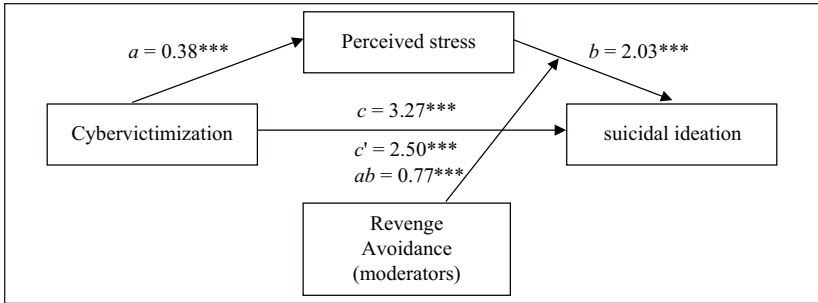 Perceived stress
a = 0.38***
b = 2.03***
Cybervictimization
c = 3.27***
suicidal ideation
c' = 2.50***
ab = 0.77***
Revenge
Avoidance
(moderators)